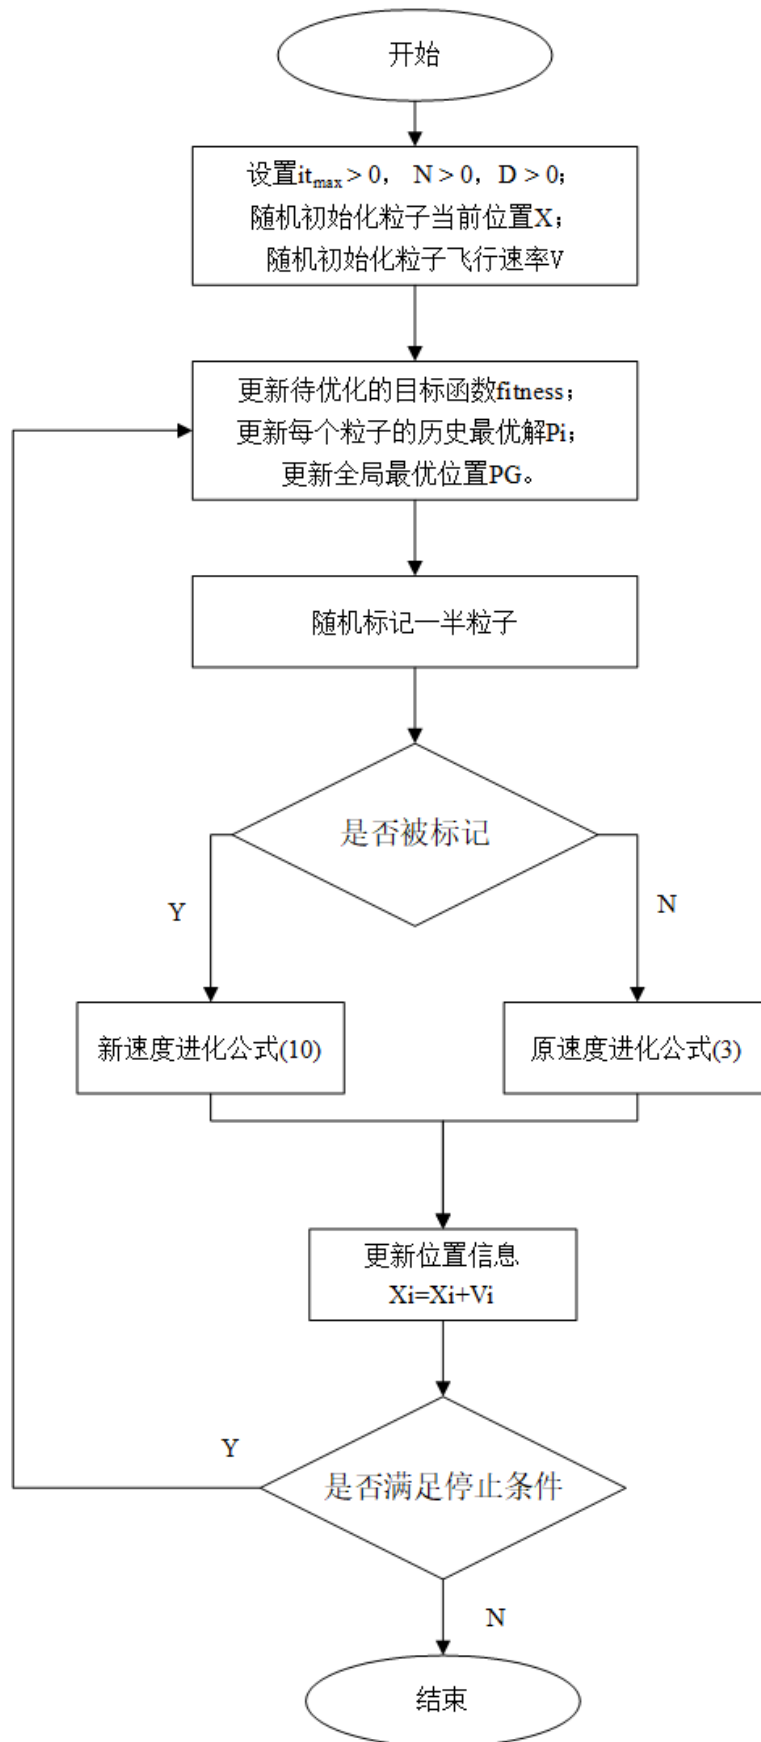 开始
设置itmax > 0， N > 0，D > 0；
随机初始化粒子当前位置X；
随机初始化粒子飞行速率V
更新待优化的目标函数fitness；
更新每个粒子的历史最优解Pi；
更新全局最优位置PG。
随机标记一半粒子
是否被标记
Y
N
新速度进化公式(10)
原速度进化公式(3)
更新位置信息
Xi=Xi+Vi
Y
是否满足停止条件
N
结束